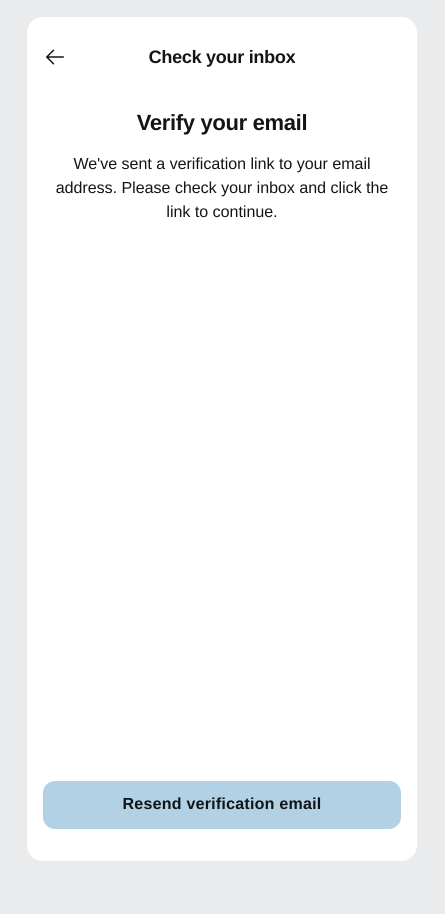 Check your inbox
Verify your email
We've sent a verification link to your email
address. Please check your inbox and click the
link to continue.
Resend verification email